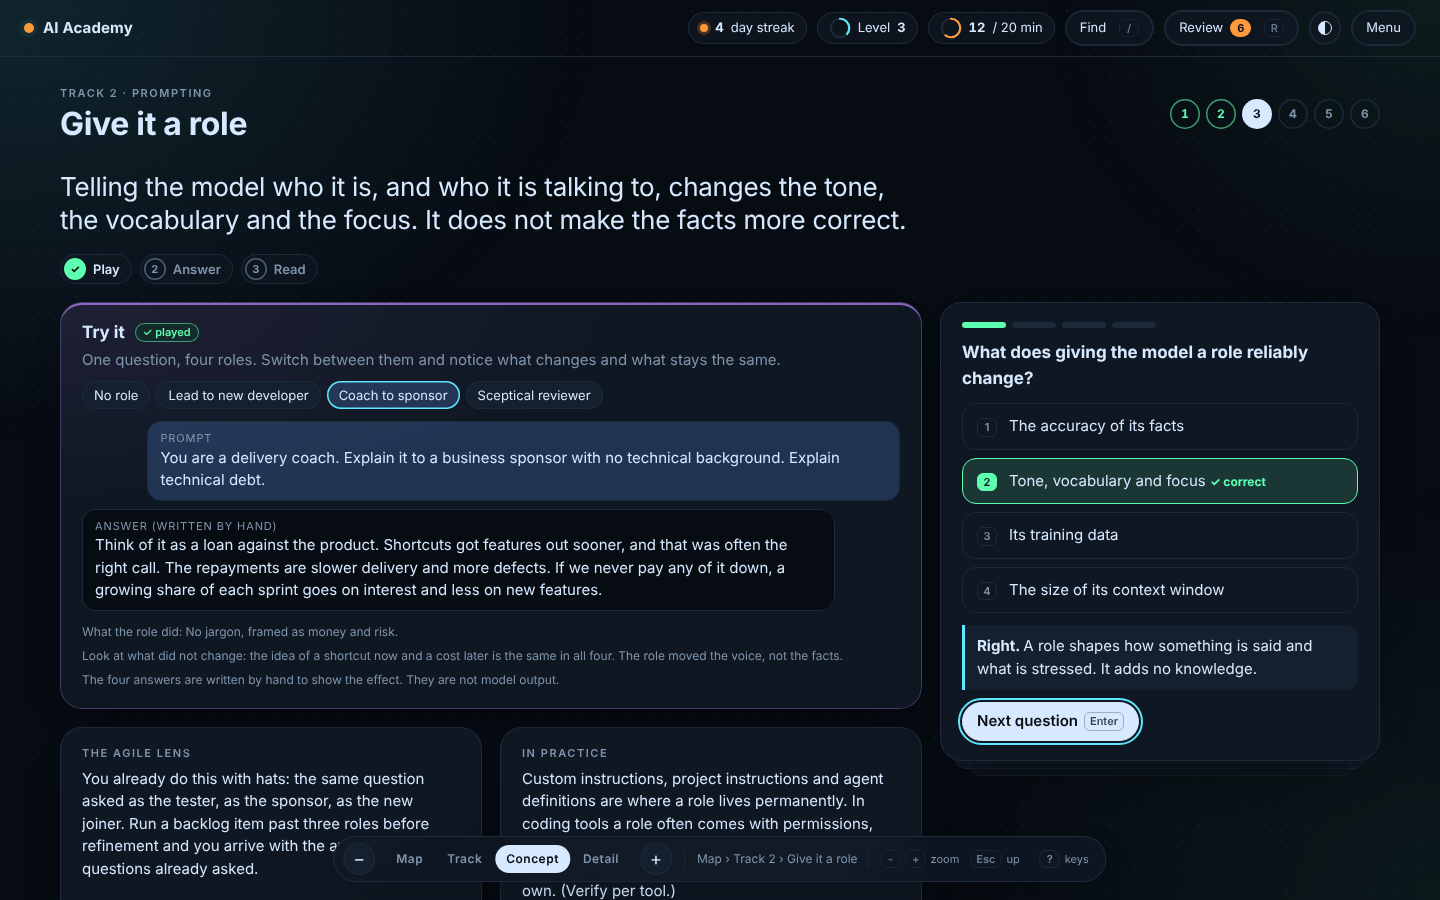 AI Academy
4 day streak
Level 3
12 / 20 min
Find /
Review 6 R
Menu
TRACK 2 · PROMPTING
Give it a role
1 2 3 4 5 6
Telling the model who it is, and who it is talking to, changes the tone,
the vocabulary and the focus. It does not make the facts more correct.
✓ Play
2 Answer
3 Read
Try it ✓ played
One question, four roles. Switch between them and notice what changes and what stays the same.
No role
Lead to new developer
Coach to sponsor
Sceptical reviewer
PROMPT
You are a delivery coach. Explain it to a business sponsor with no technical background. Explain
technical debt.
ANSWER (WRITTEN BY HAND)
Think of it as a loan against the product. Shortcuts got features out sooner, and that was often the
right call. The repayments are slower delivery and more defects. If we never pay any of it down, a
growing share of each sprint goes on interest and less on new features.
What the role did: No jargon, framed as money and risk.
Look at what did not change: the idea of a shortcut now and a cost later is the same in all four. The role moved the voice, not the facts.
The four answers are written by hand to show the effect. They are not model output.
What does giving the model a role reliably
change?
1 The accuracy of its facts
2 Tone, vocabulary and focus ✓ correct
3 Its training data
4 The size of its context window
Right. A role shapes how something is said and
what is stressed. It adds no knowledge.
Next question Enter
THE AGILE LENS
You already do this with hats: the same question
asked as the tester, as the sponsor, as the new
joiner. Run a backlog item past three roles before
refinement and you arrive with the
questions already asked.
IN PRACTICE
Custom instructions, project instructions and agent
definitions are where a role lives permanently. In
coding tools a role often comes with permissions,
own. (Verify per tool.)
− Map Track Concept Detail +
Map › Track 2 › Give it a role
- + zoom Esc up ? keys